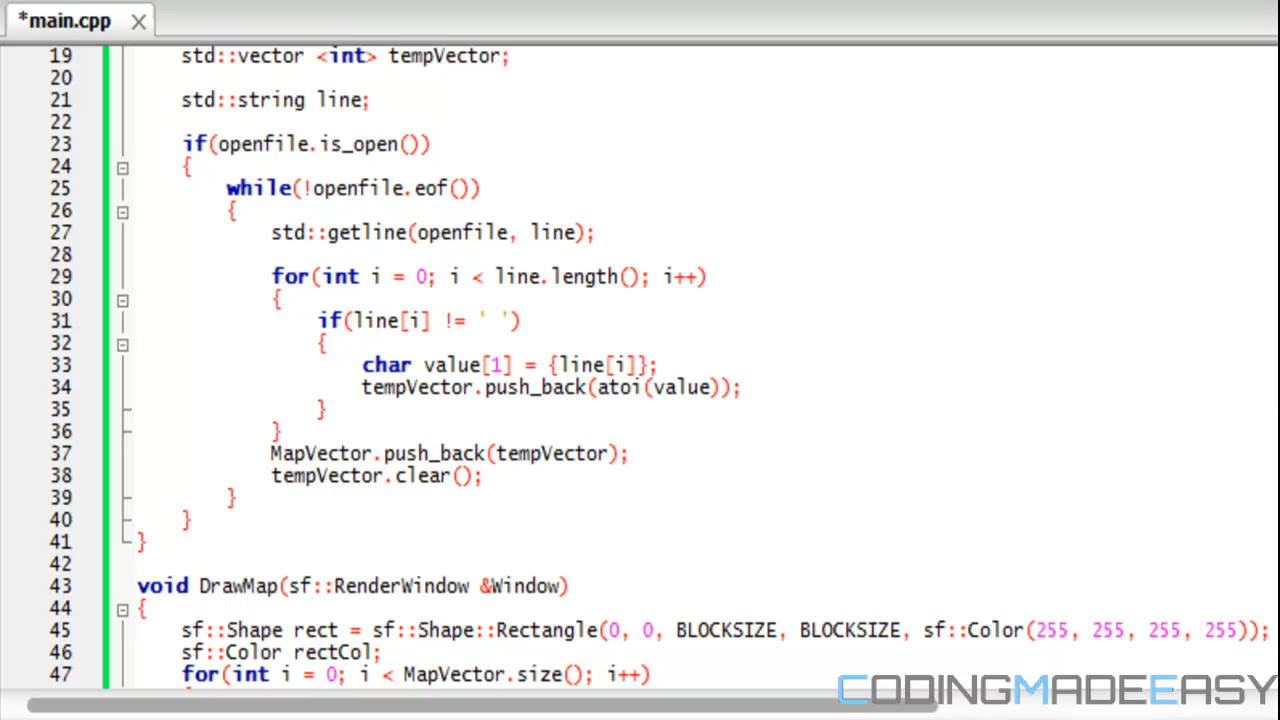 *main.cpp
19 std::vector <int> tempVector;
20
21 std::string line;
22
23 if(openfile.is_open())
24 {
25 while(!openfile.eof())
26 {
27 std::getline(openfile, line);
28
29 for(int i = 0; i < line.length(); i++)
30 {
31 if(line[i] != ' ')
32 {
33 char value[1] = {line[i]};
34 tempVector.push_back(atoi(value));
35 }
36 }
37 MapVector.push_back(tempVector);
38 tempVector.clear();
39 }
40 }
41 }
42
43 void DrawMap(sf::RenderWindow &Window)
44 {
45 sf::Shape rect = sf::Shape::Rectangle(0, 0, BLOCKSIZE, BLOCKSIZE, sf::Color(255, 255, 255, 255));
46 sf::Color rectCol;
47 for(int i = 0; i < MapVector.size(); i++)
CODINGMADEEASY